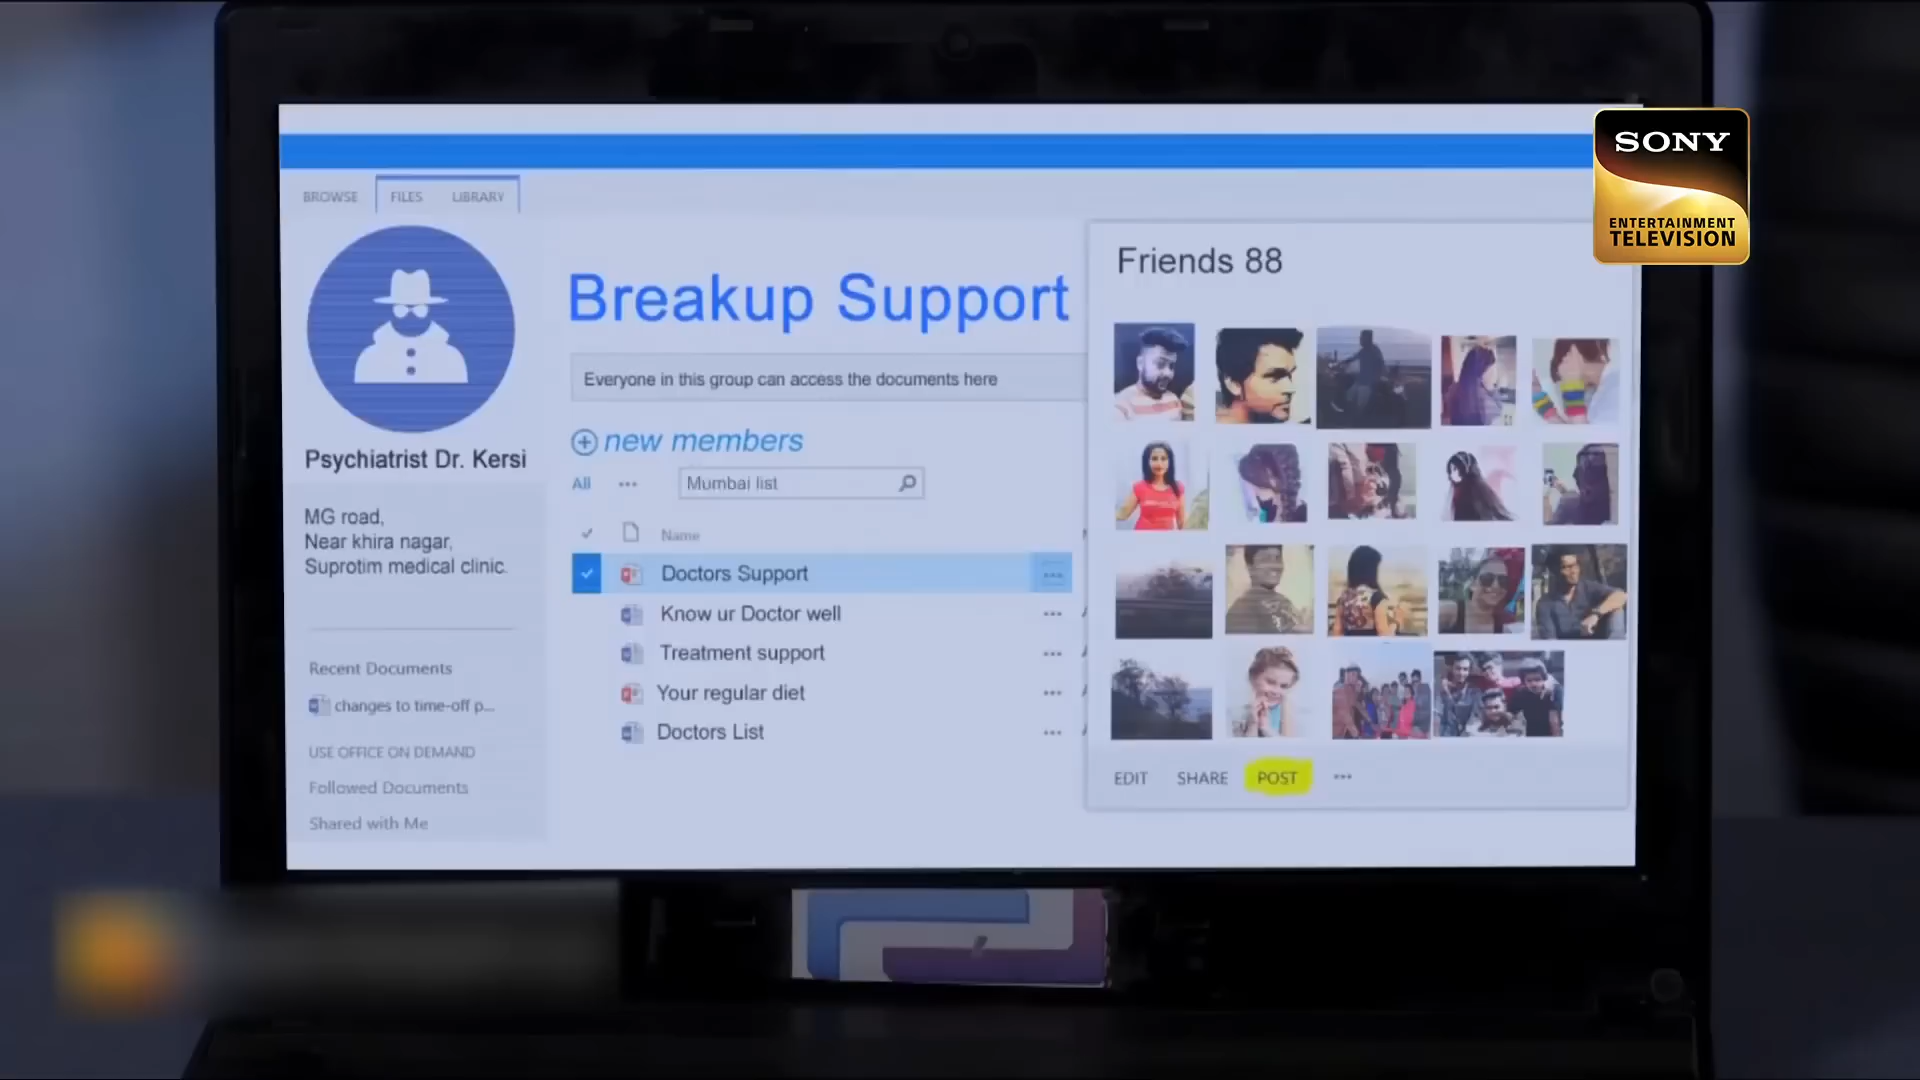 SONY
ENTERTAINMENT
TELEVISION
BROWSE FILES LIBRARY
Psychiatrist Dr. Kersi
MG road,
Near khira nagar,
Suprotim medical clinic.
Recent Documents
changes to time-off p...
USE OFFICE ON DEMAND
Followed Documents
Shared with Me
Breakup Support
Everyone in this group can access the documents here
new members
All ... Mumbai list
Name
Doctors Support ...
Know ur Doctor well ...
Treatment support ...
Your regular diet ...
Doctors List ...
Friends 88
EDIT SHARE POST ...